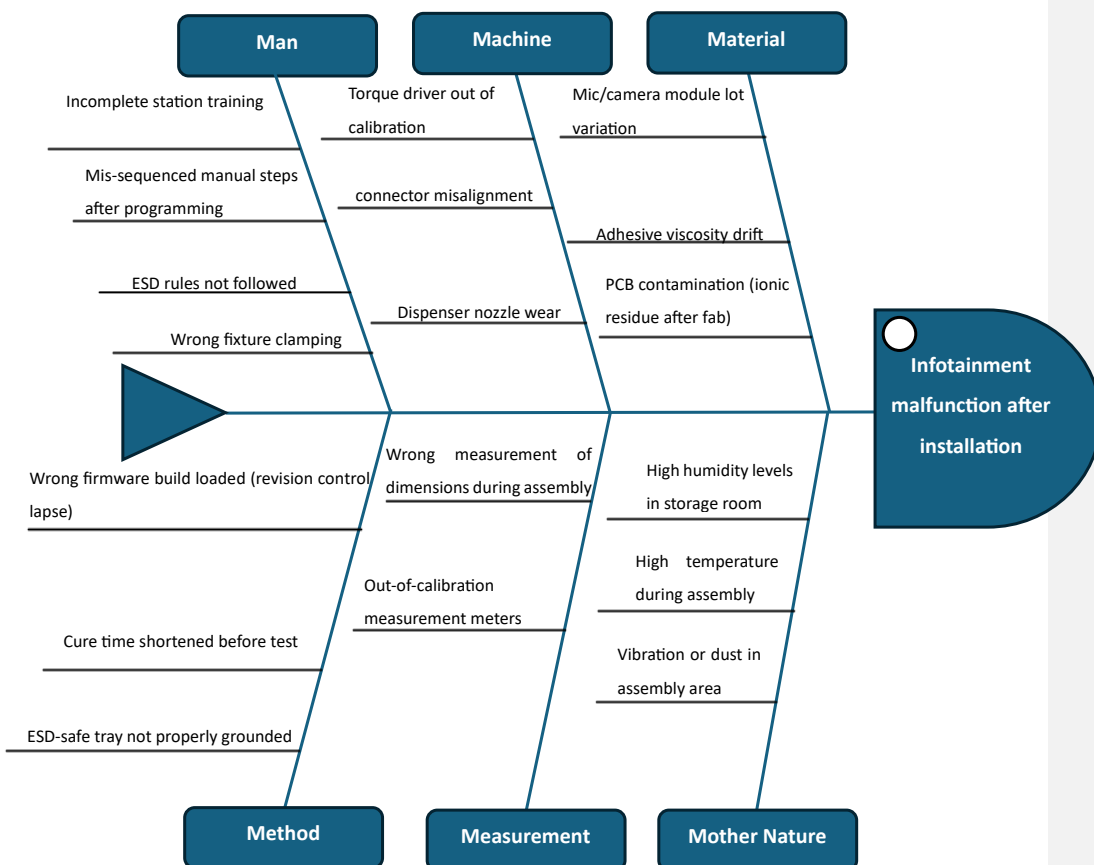 Man
Machine
Material
Incomplete station training
Torque driver out of
calibration
Mic/camera module lot
variation
Mis-sequenced manual steps
after programming
connector misalignment
Adhesive viscosity drift
ESD rules not followed
Dispenser nozzle wear
PCB contamination (ionic
residue after fab)
Wrong fixture clamping
Infotainment
malfunction after
installation
Wrong firmware build loaded (revision control
lapse)
Wrong measurement of
dimensions during assembly
High humidity levels
in storage room
Cure time shortened before test
Out-of-calibration
measurement meters
High temperature
during assembly
ESD-safe tray not properly grounded
Vibration or dust in
assembly area
Method
Measurement
Mother Nature